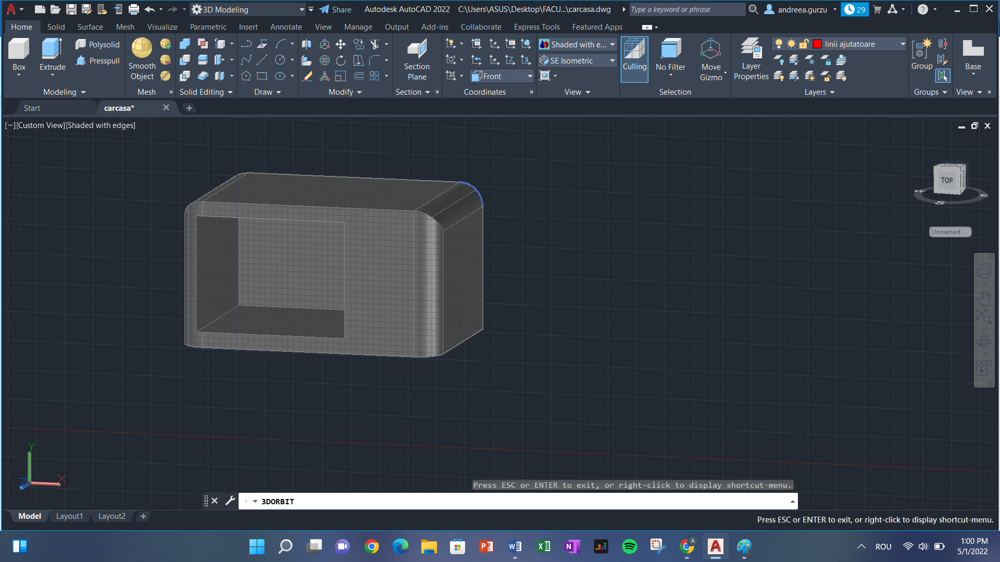 3D Modeling
Share
Autodesk AutoCAD 2022 C:\Users\ASUS\Desktop\FACU...\carcasa.dwg
Type a keyword or phrase
andreea.gurzu
29
Home Solid Surface Mesh Visualize Parametric Insert Annotate View Manage Output Add-ins Collaborate Express Tools Featured Apps
Polysolid
Presspull
Box
Extrude
Smooth
Object
Section
Plane
Front
Shaded with e...
SE Isometric
Culling
No Filter
Move
Gizmo
Layer
Properties
linii ajutatoare
Group
Base
Modeling Mesh Solid Editing Draw Modify Section Coordinates View Selection Layers Groups View
Start
carcasa*
[−][Custom View][Shaded with edges]
TOP
W
S
E
Unnamed
Y
X
Press ESC or ENTER to exit, or right-click to display shortcut-menu.
3DORBIT
Model Layout1 Layout2
Press ESC or ENTER to exit, or right-click to display shortcut-menu.
ROU
1:00 PM
5/1/2022